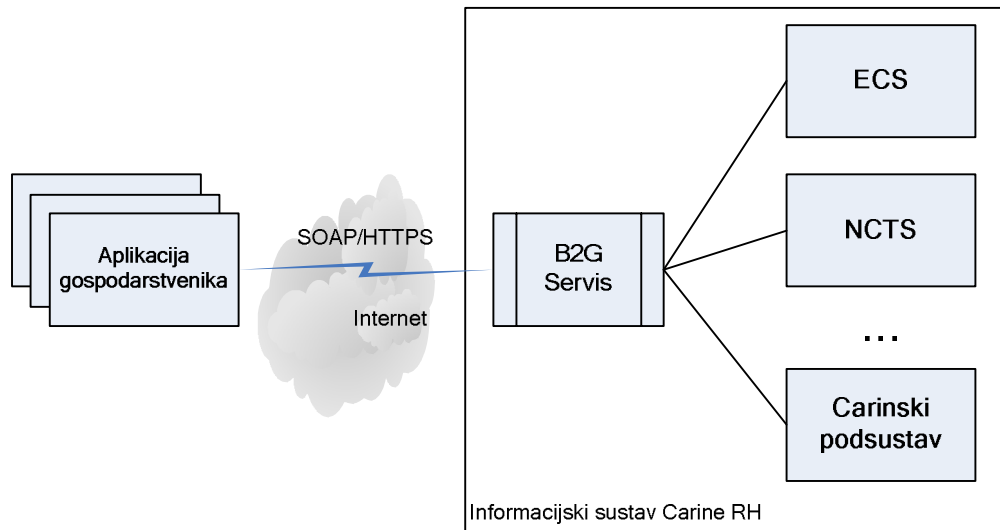 Aplikacija
gospodarstvenika
SOAP/HTTPS
Internet
B2G
Servis
ECS
NCTS
...
Carinski
podsustav
Informacijski sustav Carine RH